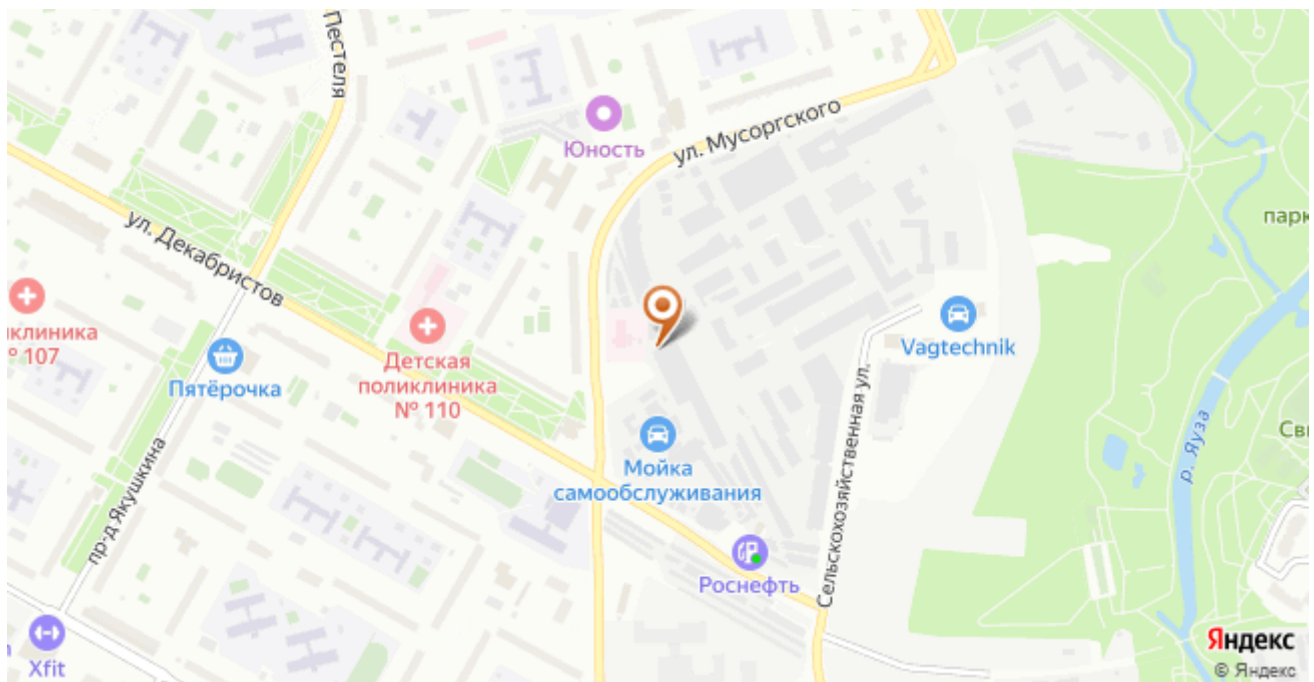 Пестеля
Юность
ул. Мусоргского
парк
ул. Декабристов
иклиника
№ 107
Пятёрочка
Детская
поликлиника
№ 110
Vagtechnik
Сельскохозяйственная ул.
р. Яуза
Сви
Мойка
самообслуживания
пр-д Якушкина
Роснефть
Xfit
Яндекс
© Яндекс